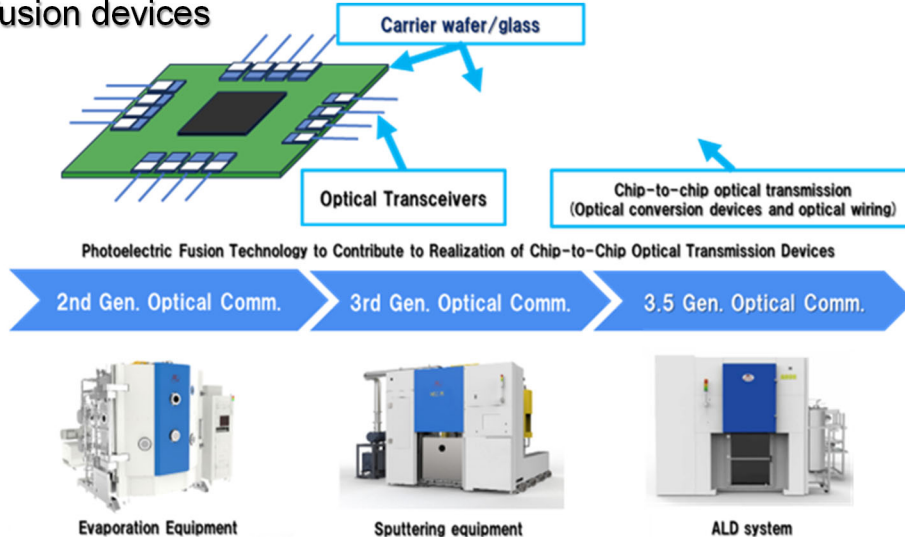 usion devices
Carrier wafer/glass
Optical Transceivers
Chip-to-chip optical transmission
(Optical conversion devices and optical wiring)
Photoelectric Fusion Technology to Contribute to Realization of Chip-to-Chip Optical Transmission Devices
2nd Gen. Optical Comm.
3rd Gen. Optical Comm.
3.5 Gen. Optical Comm.
Evaporation Equipment
Sputtering equipment
ALD system